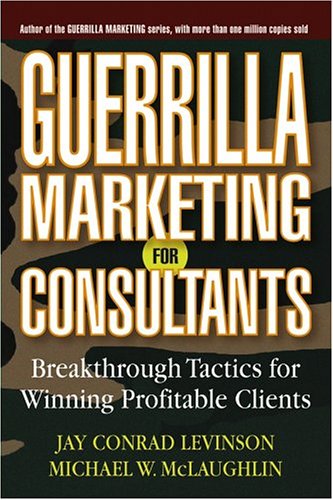 Author of the GUERRILLA MARKETING series, with more than one million copies sold
GUERRILLA
MARKETING
FOR
CONSULTANTS
Breakthrough Tactics for
Winning Profitable Clients
JAY CONRAD LEVINSON
MICHAEL W. McLAUGHLIN